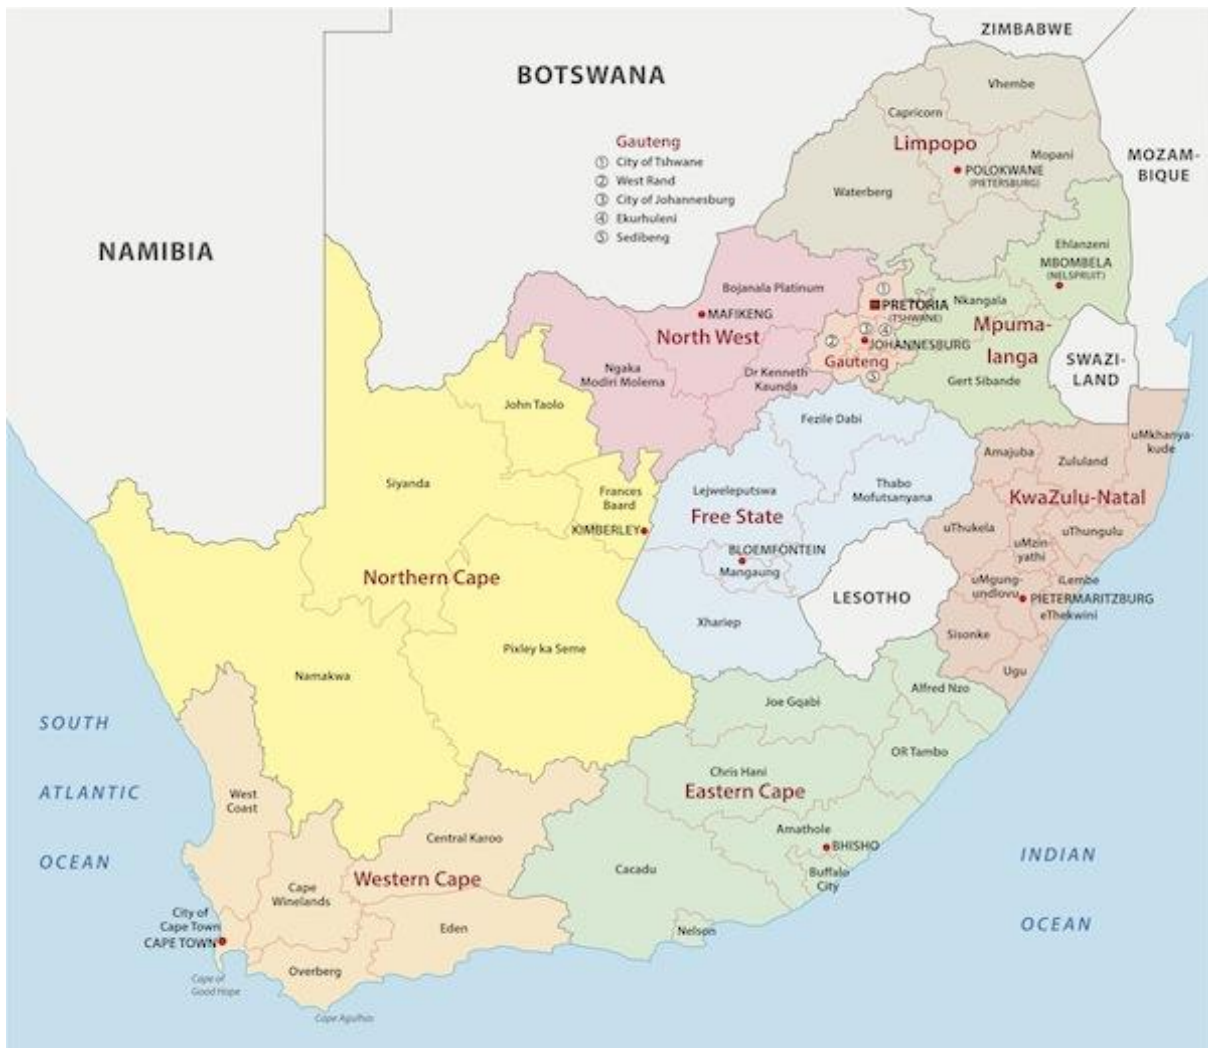 ZIMBABWE
BOTSWANA
NAMIBIA
MOZAM-
BIQUE
Gauteng
① City of Tshwane
② West Rand
③ City of Johannesburg
④ Ekurhuleni
⑤ Sedibeng
Vhembe
Capricorn
Limpopo
Mopani
POLOKWANE
(PIETERSBURG)
Waterberg
Ehlanzeni
MBOMBELA
(NELSPRUIT)
Bojanala Platinum
MAFIKENG
North West
Ngaka
Modiri Molema
Dr Kenneth
Kaunda
①
PRETORIA
(TSHWANE)
②
③
④
JOHANNESBURG
Gauteng
⑤
Nkangala
Mpuma-
langa
Gert Sibande
SWAZI-
LAND
John Taolo
Siyanda
Frances
Baard
KIMBERLEY
Northern Cape
Pixley ka Seme
Namakwa
Fezile Dabi
Lejweleputswa
Thabo
Mofutsanyana
Free State
BLOEMFONTEIN
Mangaung
Xhariep
LESOTHO
Amajuba
Zululand
uMkhanya-
kude
KwaZulu-Natal
uThukela
uMzin-
yathi
uThungulu
uMgung-
undlovu
iLembe
PIETERMARITZBURG
eThekwini
Sisonke
Ugu
Joe Gqabi
Alfred Nzo
OR Tambo
Chris Hani
Eastern Cape
Amathole
BHISHO
Buffalo
City
Cacadu
Nelson
West
Coast
Central Karoo
Western Cape
Cape
Winelands
City of
Cape Town
CAPE TOWN
Eden
Overberg
Cape of
Good Hope
Cape Agulhas
SOUTH
ATLANTIC
OCEAN
INDIAN
OCEAN